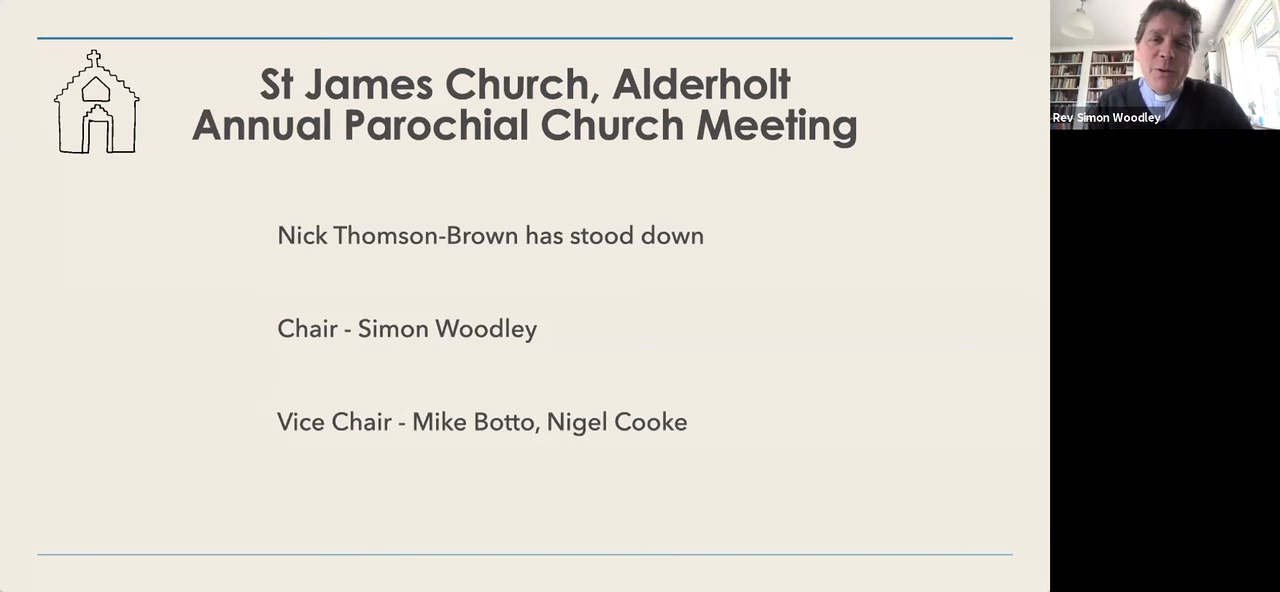 St James Church, Alderholt
Annual Parochial Church Meeting
Nick Thomson-Brown has stood down
Chair - Simon Woodley
Vice Chair - Mike Botto, Nigel Cooke
Rev Simon Woodley